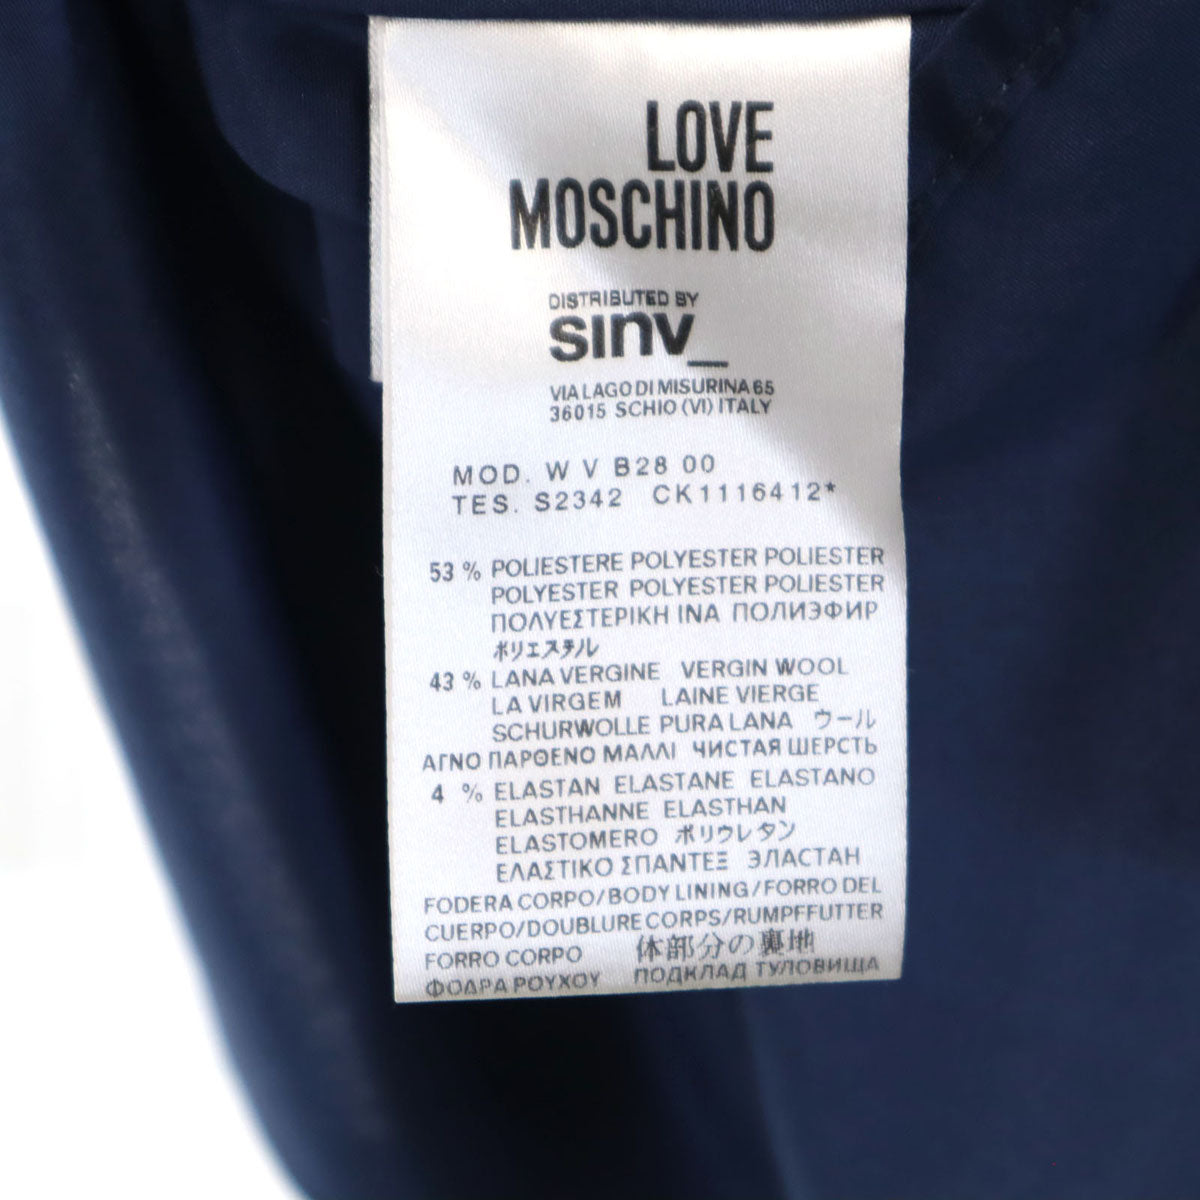 LOVE
MOSCHINO
DISTRIBUTED BY
sınv_
VIA LAGO DI MISURINA 65
36015 SCHIO (VI) ITALY
MOD. W V B28 00
TES. S2342 CK1116412*
53 % POLIESTERE POLYESTER POLIESTER
POLYESTER POLYESTER POLIESTER
ΠΟΛΥΕΣΤΕΡΙΚΗ ΙΝΑ ПОЛИЭФИР
ポリエステル
43 % LANA VERGINE VERGIN WOOL
LA VIRGEM LAINE VIERGE
SCHURWOLLE PURA LANA ウール
ΑΓΝΟ ΠΑΡΘΕΝΟ ΜΑΛΛΙ ЧИСТАЯ ШЕРСТЬ
4 % ELASTAN ELASTANE ELASTANO
ELASTHANNE ELASTHAN
ELASTOMERO ポリウレタン
ΕΛΑΣΤΙΚΟ ΣΠΑΝΤΕΞ ЭЛАСТАН
FODERA CORPO/BODY LINING/FORRO DEL
CUERPO/DOUBLURE CORPS/RUMPFFUTTER
FORRO CORPO 体部分の裏地
ΦΟΔΡΑ ΡΟΥΧΟΥ ПОДКЛАД ТУЛОВИЩА